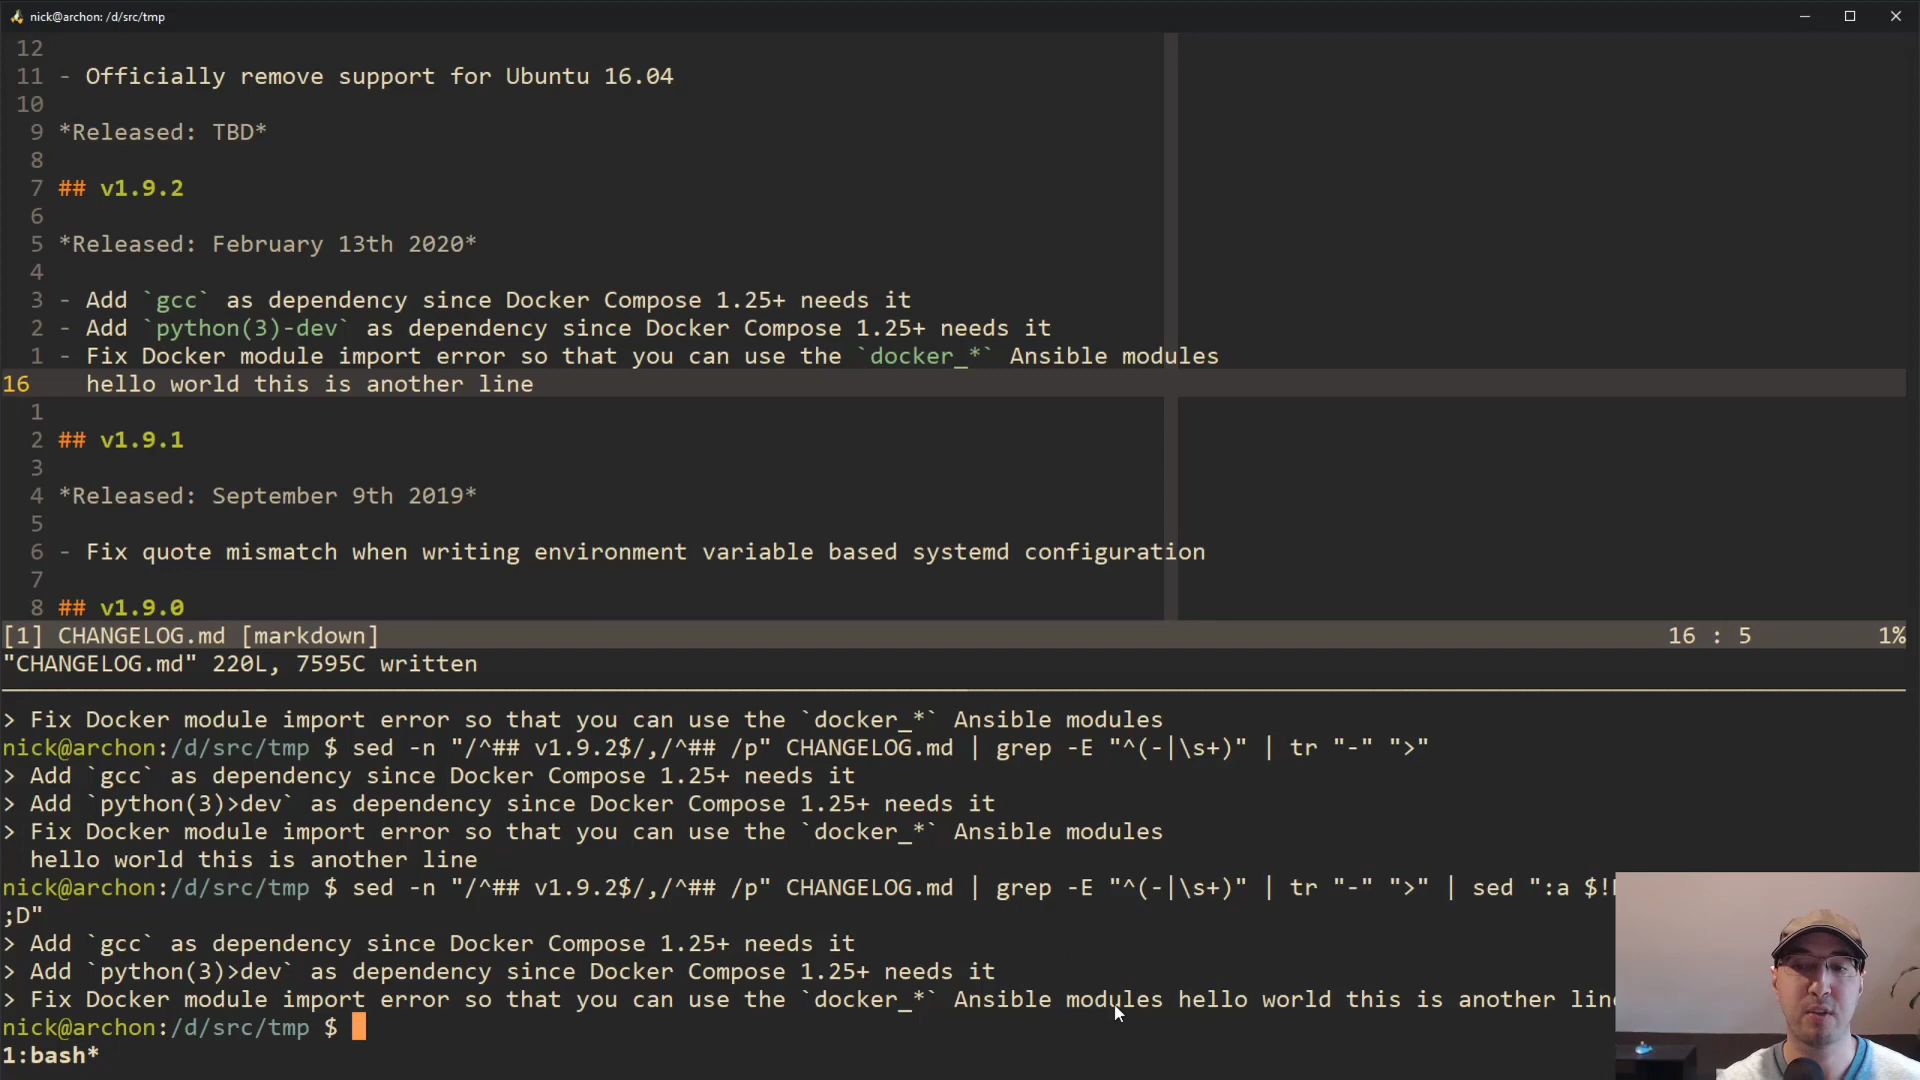 nick@archon: /d/src/tmp
12
11 - Officially remove support for Ubuntu 16.04
10
9 *Released: TBD*
8
7 ## v1.9.2
6
5 *Released: February 13th 2020*
4
3 - Add `gcc` as dependency since Docker Compose 1.25+ needs it
2 - Add `python(3)-dev` as dependency since Docker Compose 1.25+ needs it
1 - Fix Docker module import error so that you can use the `docker_*` Ansible modules
16 hello world this is another line
1
2 ## v1.9.1
3
4 *Released: September 9th 2019*
5
6 - Fix quote mismatch when writing environment variable based systemd configuration
7
8 ## v1.9.0
[1] CHANGELOG.md [markdown] 16 : 5 1%
"CHANGELOG.md" 220L, 7595C written
> Fix Docker module import error so that you can use the `docker_*` Ansible modules
nick@archon:/d/src/tmp $ sed -n "/^## v1.9.2$/,/^## /p" CHANGELOG.md | grep -E "^(-|\s+)" | tr "-" ">"
> Add `gcc` as dependency since Docker Compose 1.25+ needs it
> Add `python(3)>dev` as dependency since Docker Compose 1.25+ needs it
> Fix Docker module import error so that you can use the `docker_*` Ansible modules
hello world this is another line
nick@archon:/d/src/tmp $ sed -n "/^## v1.9.2$/,/^## /p" CHANGELOG.md | grep -E "^(-|\s+)" | tr "-" ">" | sed ":a $!
;D"
> Add `gcc` as dependency since Docker Compose 1.25+ needs it
> Add `python(3)>dev` as dependency since Docker Compose 1.25+ needs it
> Fix Docker module import error so that you can use the `docker_*` Ansible modules hello world this is another
nick@archon:/d/src/tmp $
1:bash*